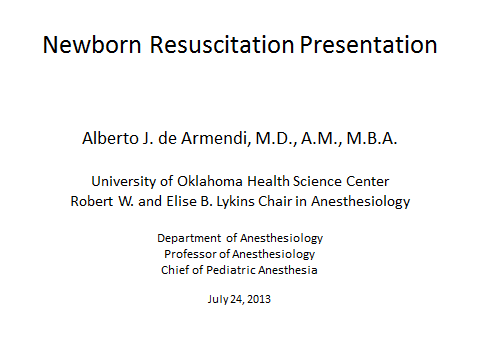 Newborn Resuscitation Presentation
Alberto J. de Armendi, M.D., A.M., M.B.A.
University of Oklahoma Health Science Center
Robert W. and Elise B. Lykins Chair in Anesthesiology
Department of Anesthesiology
Professor of Anesthesiology
Chief of Pediatric Anesthesia
July 24, 2013